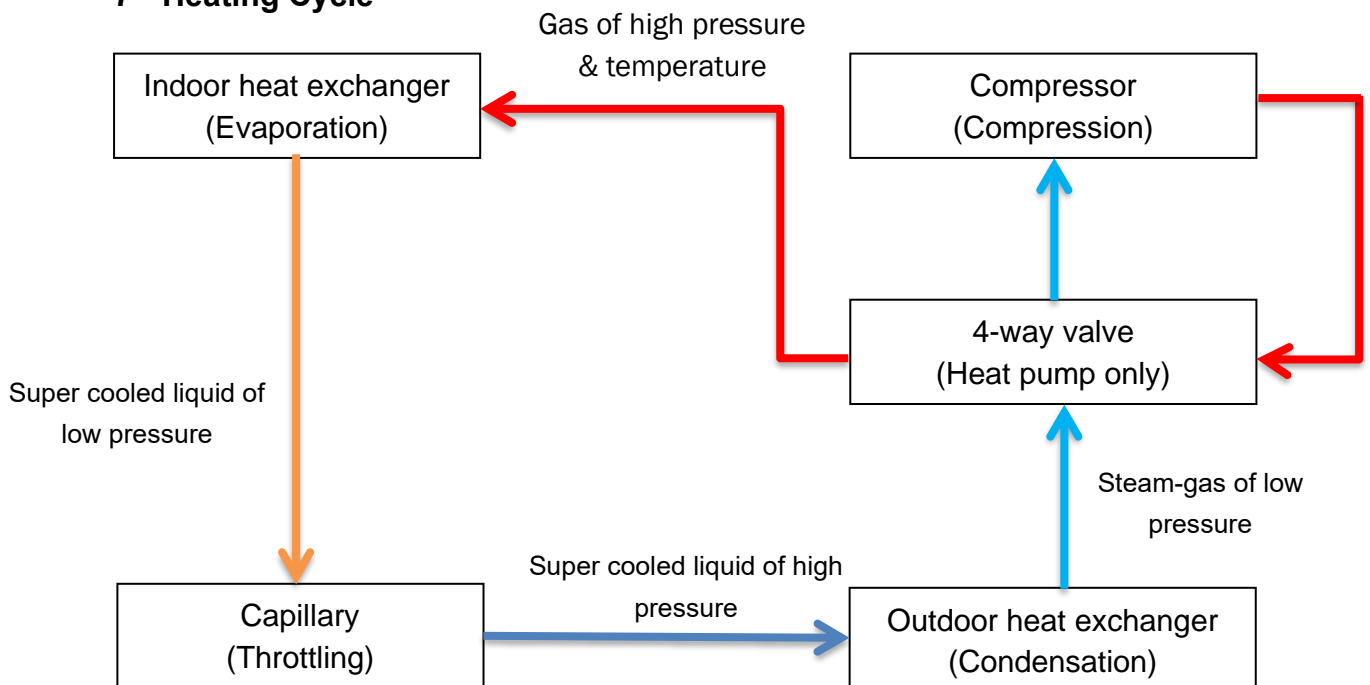 Heating Cycle
Gas of high pressure
& temperature
Indoor heat exchanger
(Evaporation)
Compressor
(Compression)
4-way valve
(Heat pump only)
Super cooled liquid of
low pressure
Steam-gas of low
pressure
Super cooled liquid of high
pressure
Capillary
(Throttling)
Outdoor heat exchanger
(Condensation)